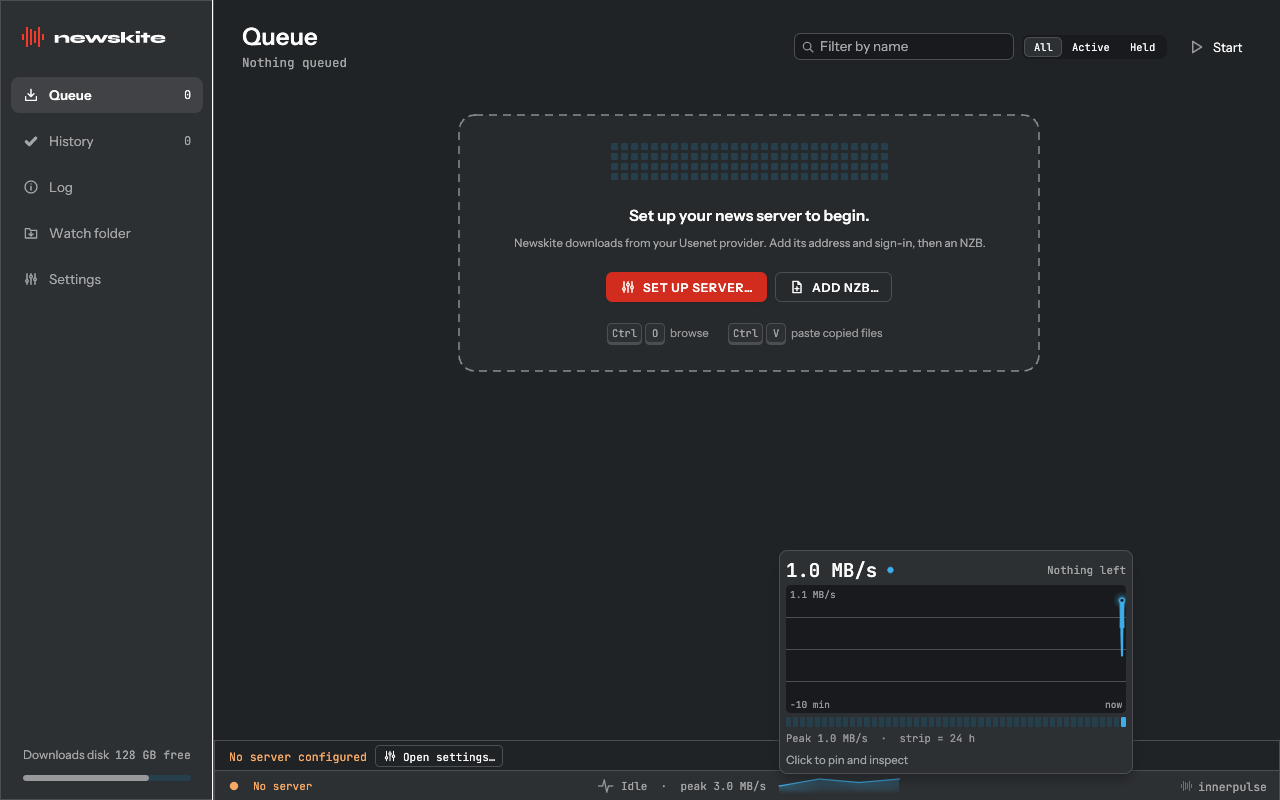 newskite
Queue 0
History 0
Log
Watch folder
Settings
Downloads disk 128 GB free
Queue
Nothing queued
Filter by name
All Active Held
Start
Set up your news server to begin.
Newskite downloads from your Usenet provider. Add its address and sign-in, then an NZB.
SET UP SERVER…
ADD NZB…
Ctrl O browse Ctrl V paste copied files
1.0 MB/s Nothing left
1.1 MB/s
-10 min now
Peak 1.0 MB/s · strip = 24 h
Click to pin and inspect
No server configured Open settings…
No server Idle · peak 3.0 MB/s innerpulse